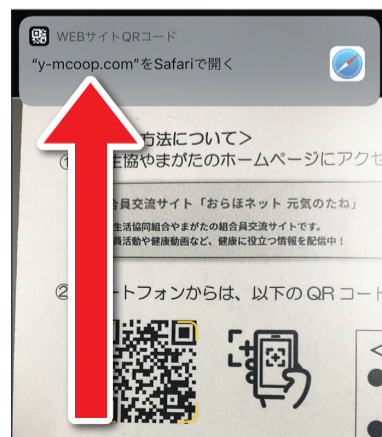 WEBサイトQRコード
“y-mcoop.com”をSafariで開く
方法について＞
生協やまがたのホームページにアクセ
合員交流サイト「おらほネット 元気のたね」
生活協同組合やまがたの組合員交流サイトです。
員活動や健康動画など、健康に役立つ情報を配信中！
② ートフォンからは、以下の QR コート
＜